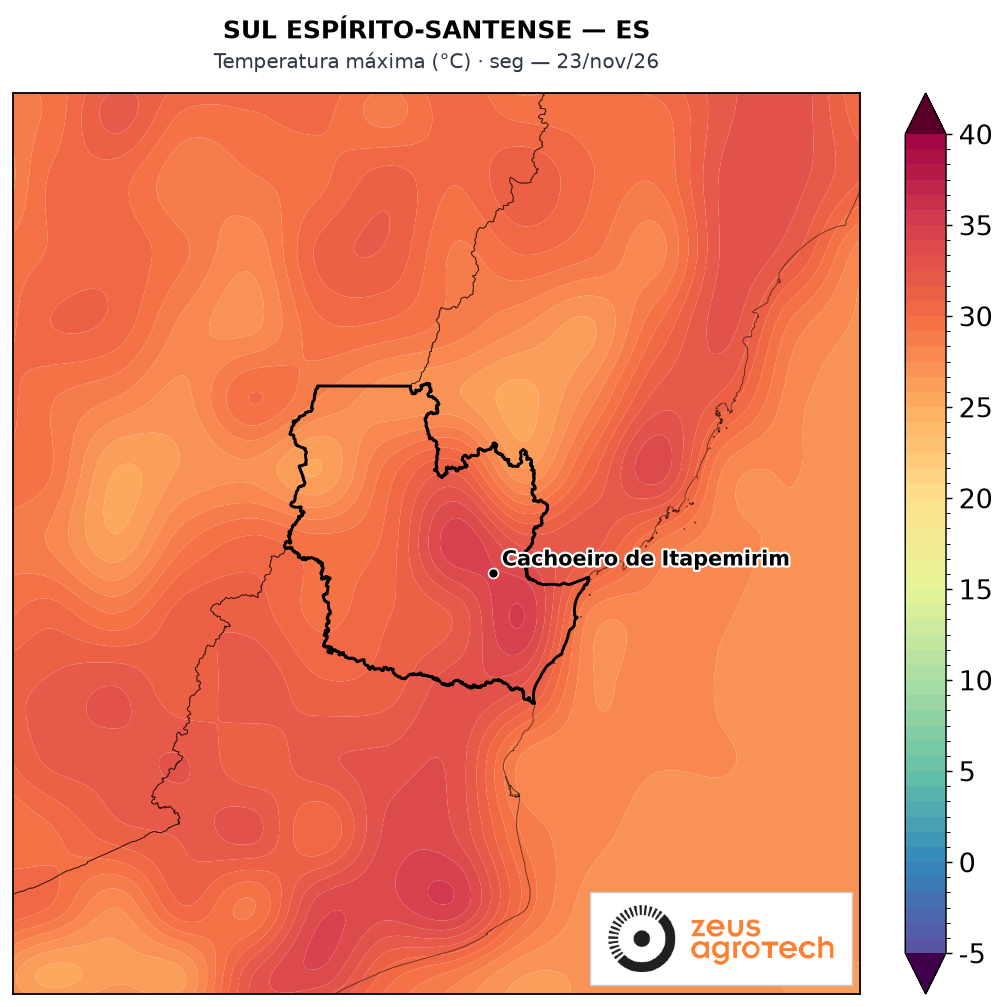 SUL ESPÍRITO-SANTENSE — ES
Temperatura máxima (°C) · seg — 23/nov/26
40
35
30
25
20
15
10
5
0
-5
Cachoeiro de Itapemirim
zeus
agrotech